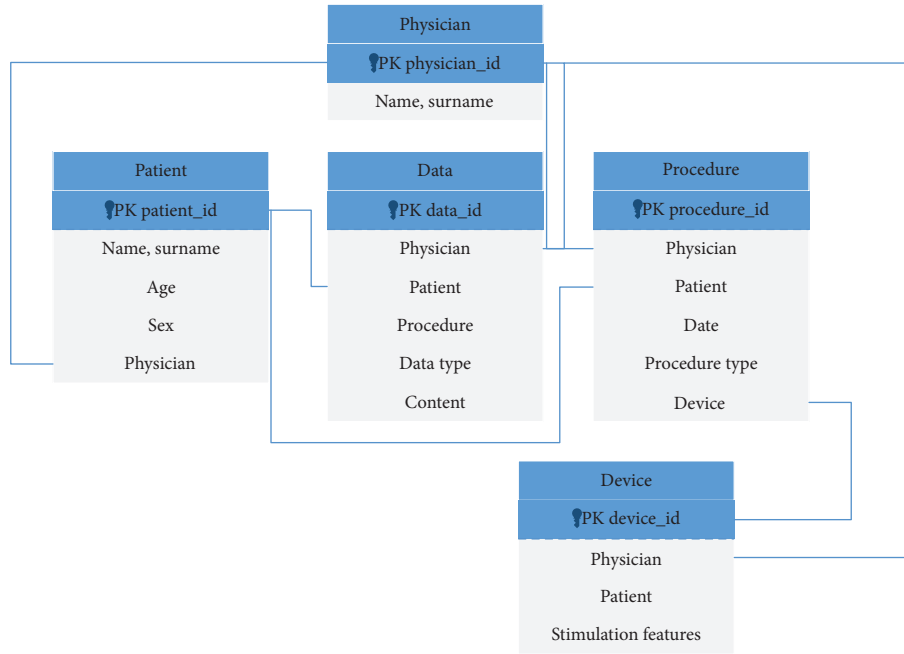 Physician
PK physician_id
Name, surname
Patient
PK patient_id
Name, surname
Age
Sex
Physician
Data
PK data_id
Physician
Patient
Procedure
Data type
Content
Procedure
PK procedure_id
Physician
Patient
Date
Procedure type
Device
Device
PK device_id
Physician
Patient
Stimulation features